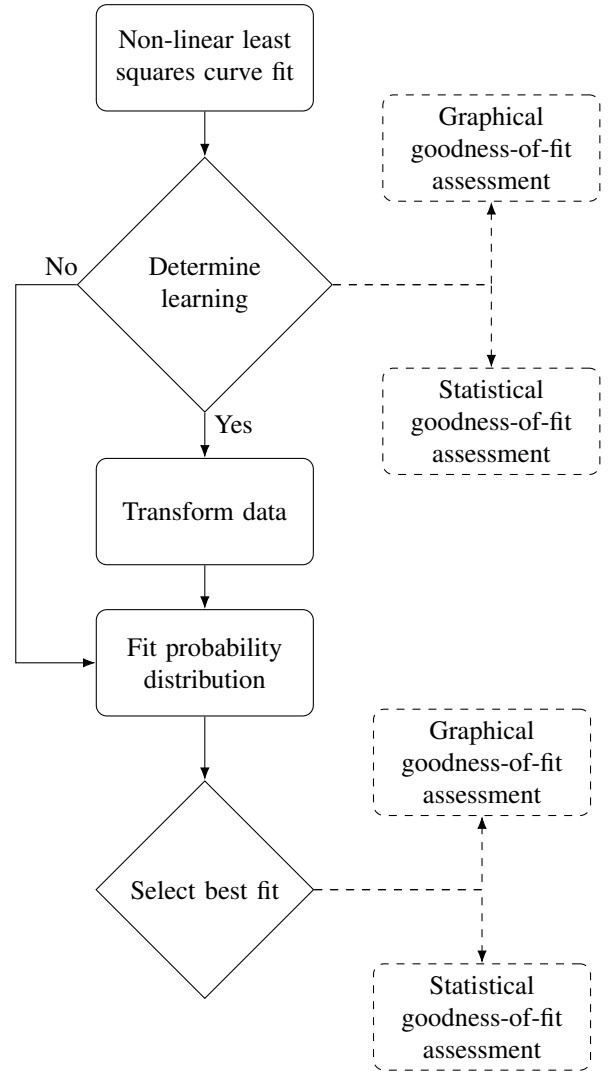 Non-linear least
squares curve fit
Graphical
goodness-of-fit
assessment
No
Determine
learning
Statistical
goodness-of-fit
assessment
Yes
Transform data
Fit probability
distribution
Graphical
goodness-of-fit
assessment
Select best fit
Statistical
goodness-of-fit
assessment